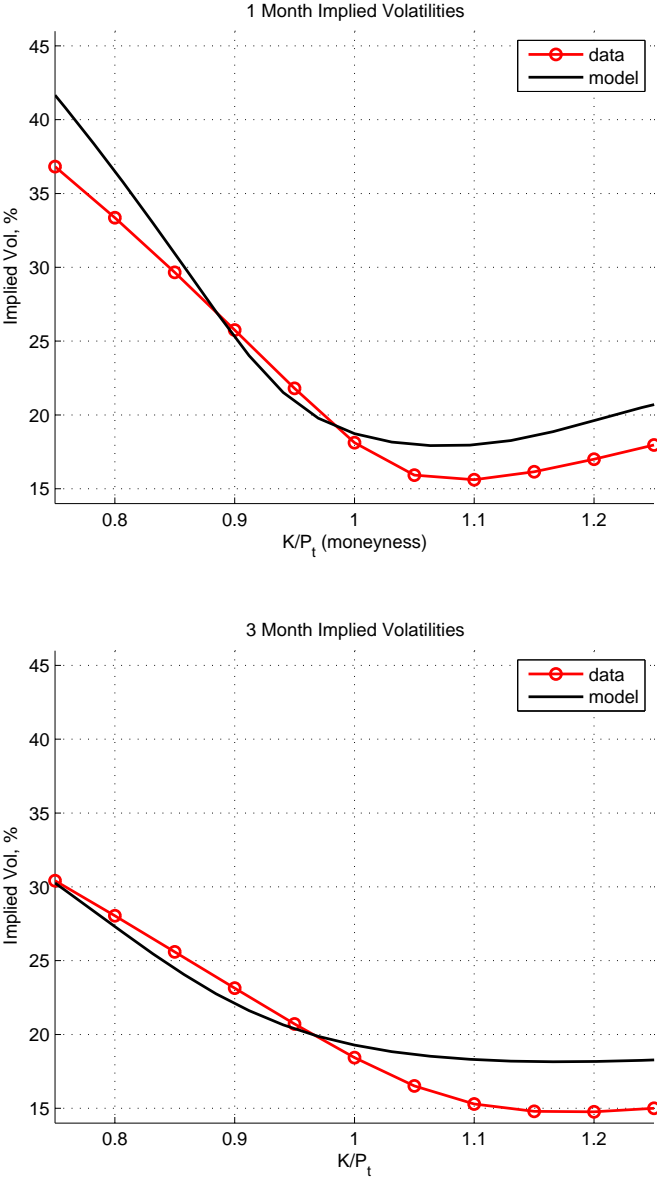 1 Month Implied Volatilities
45
40
35
30
25
20
15
Implied Vol, %
data
model
0.8 0.9 1 1.1 1.2
K/P_t (moneyness)
3 Month Implied Volatilities
45
40
35
30
25
20
15
Implied Vol, %
data
model
0.8 0.9 1 1.1 1.2
K/P_t